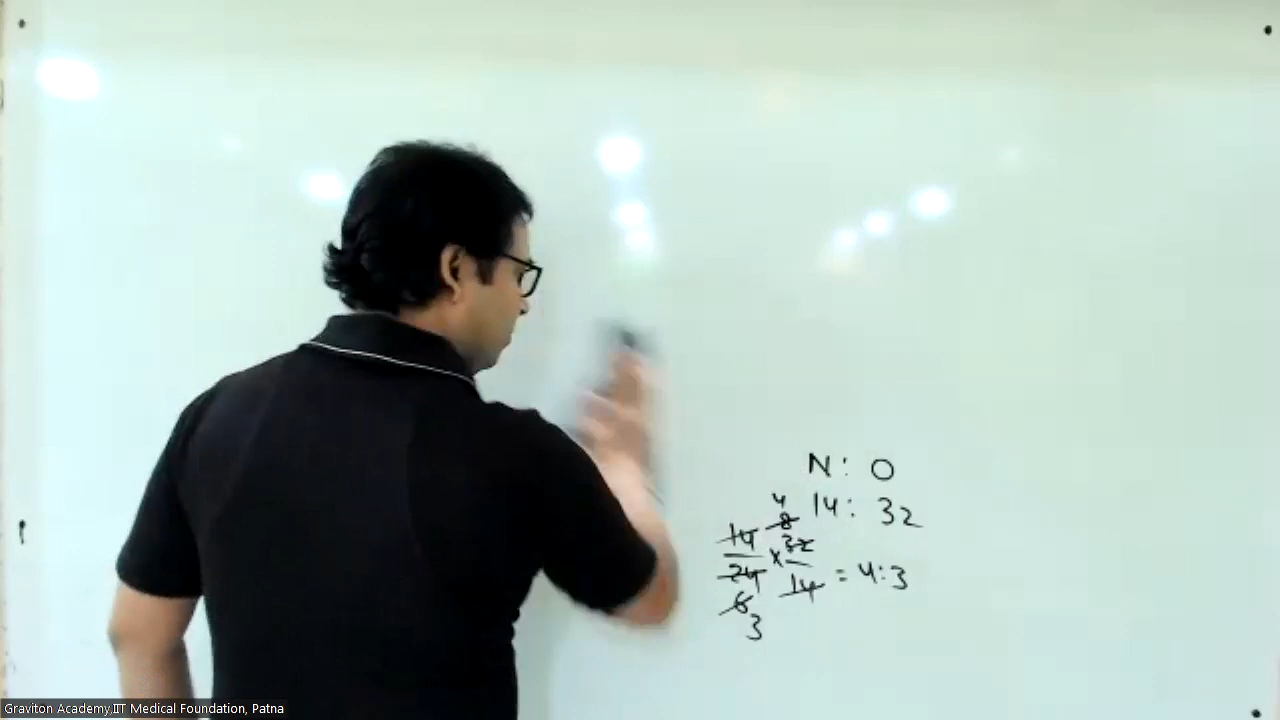 N : O
14 : 32
4
14/24 × 8 32/14 = 4:3
6
3
Graviton Academy,IIT Medical Foundation, Patna